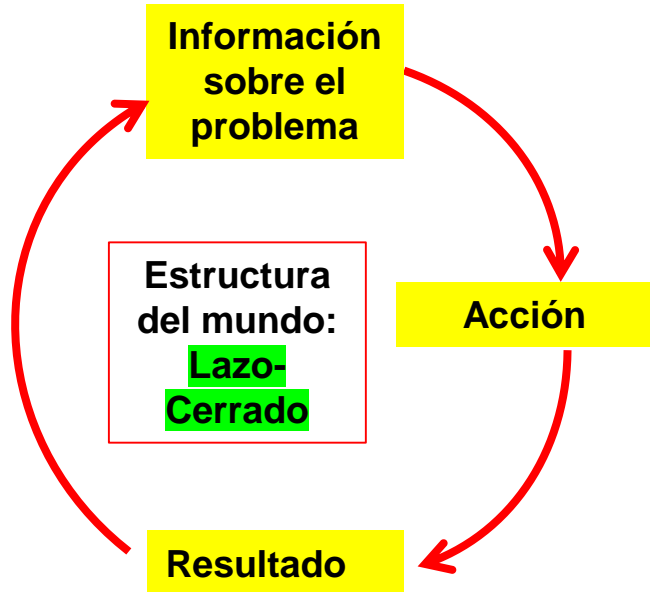 Información
sobre el
problema
Estructura
del mundo:
Lazo-
Cerrado
Acción
Resultado